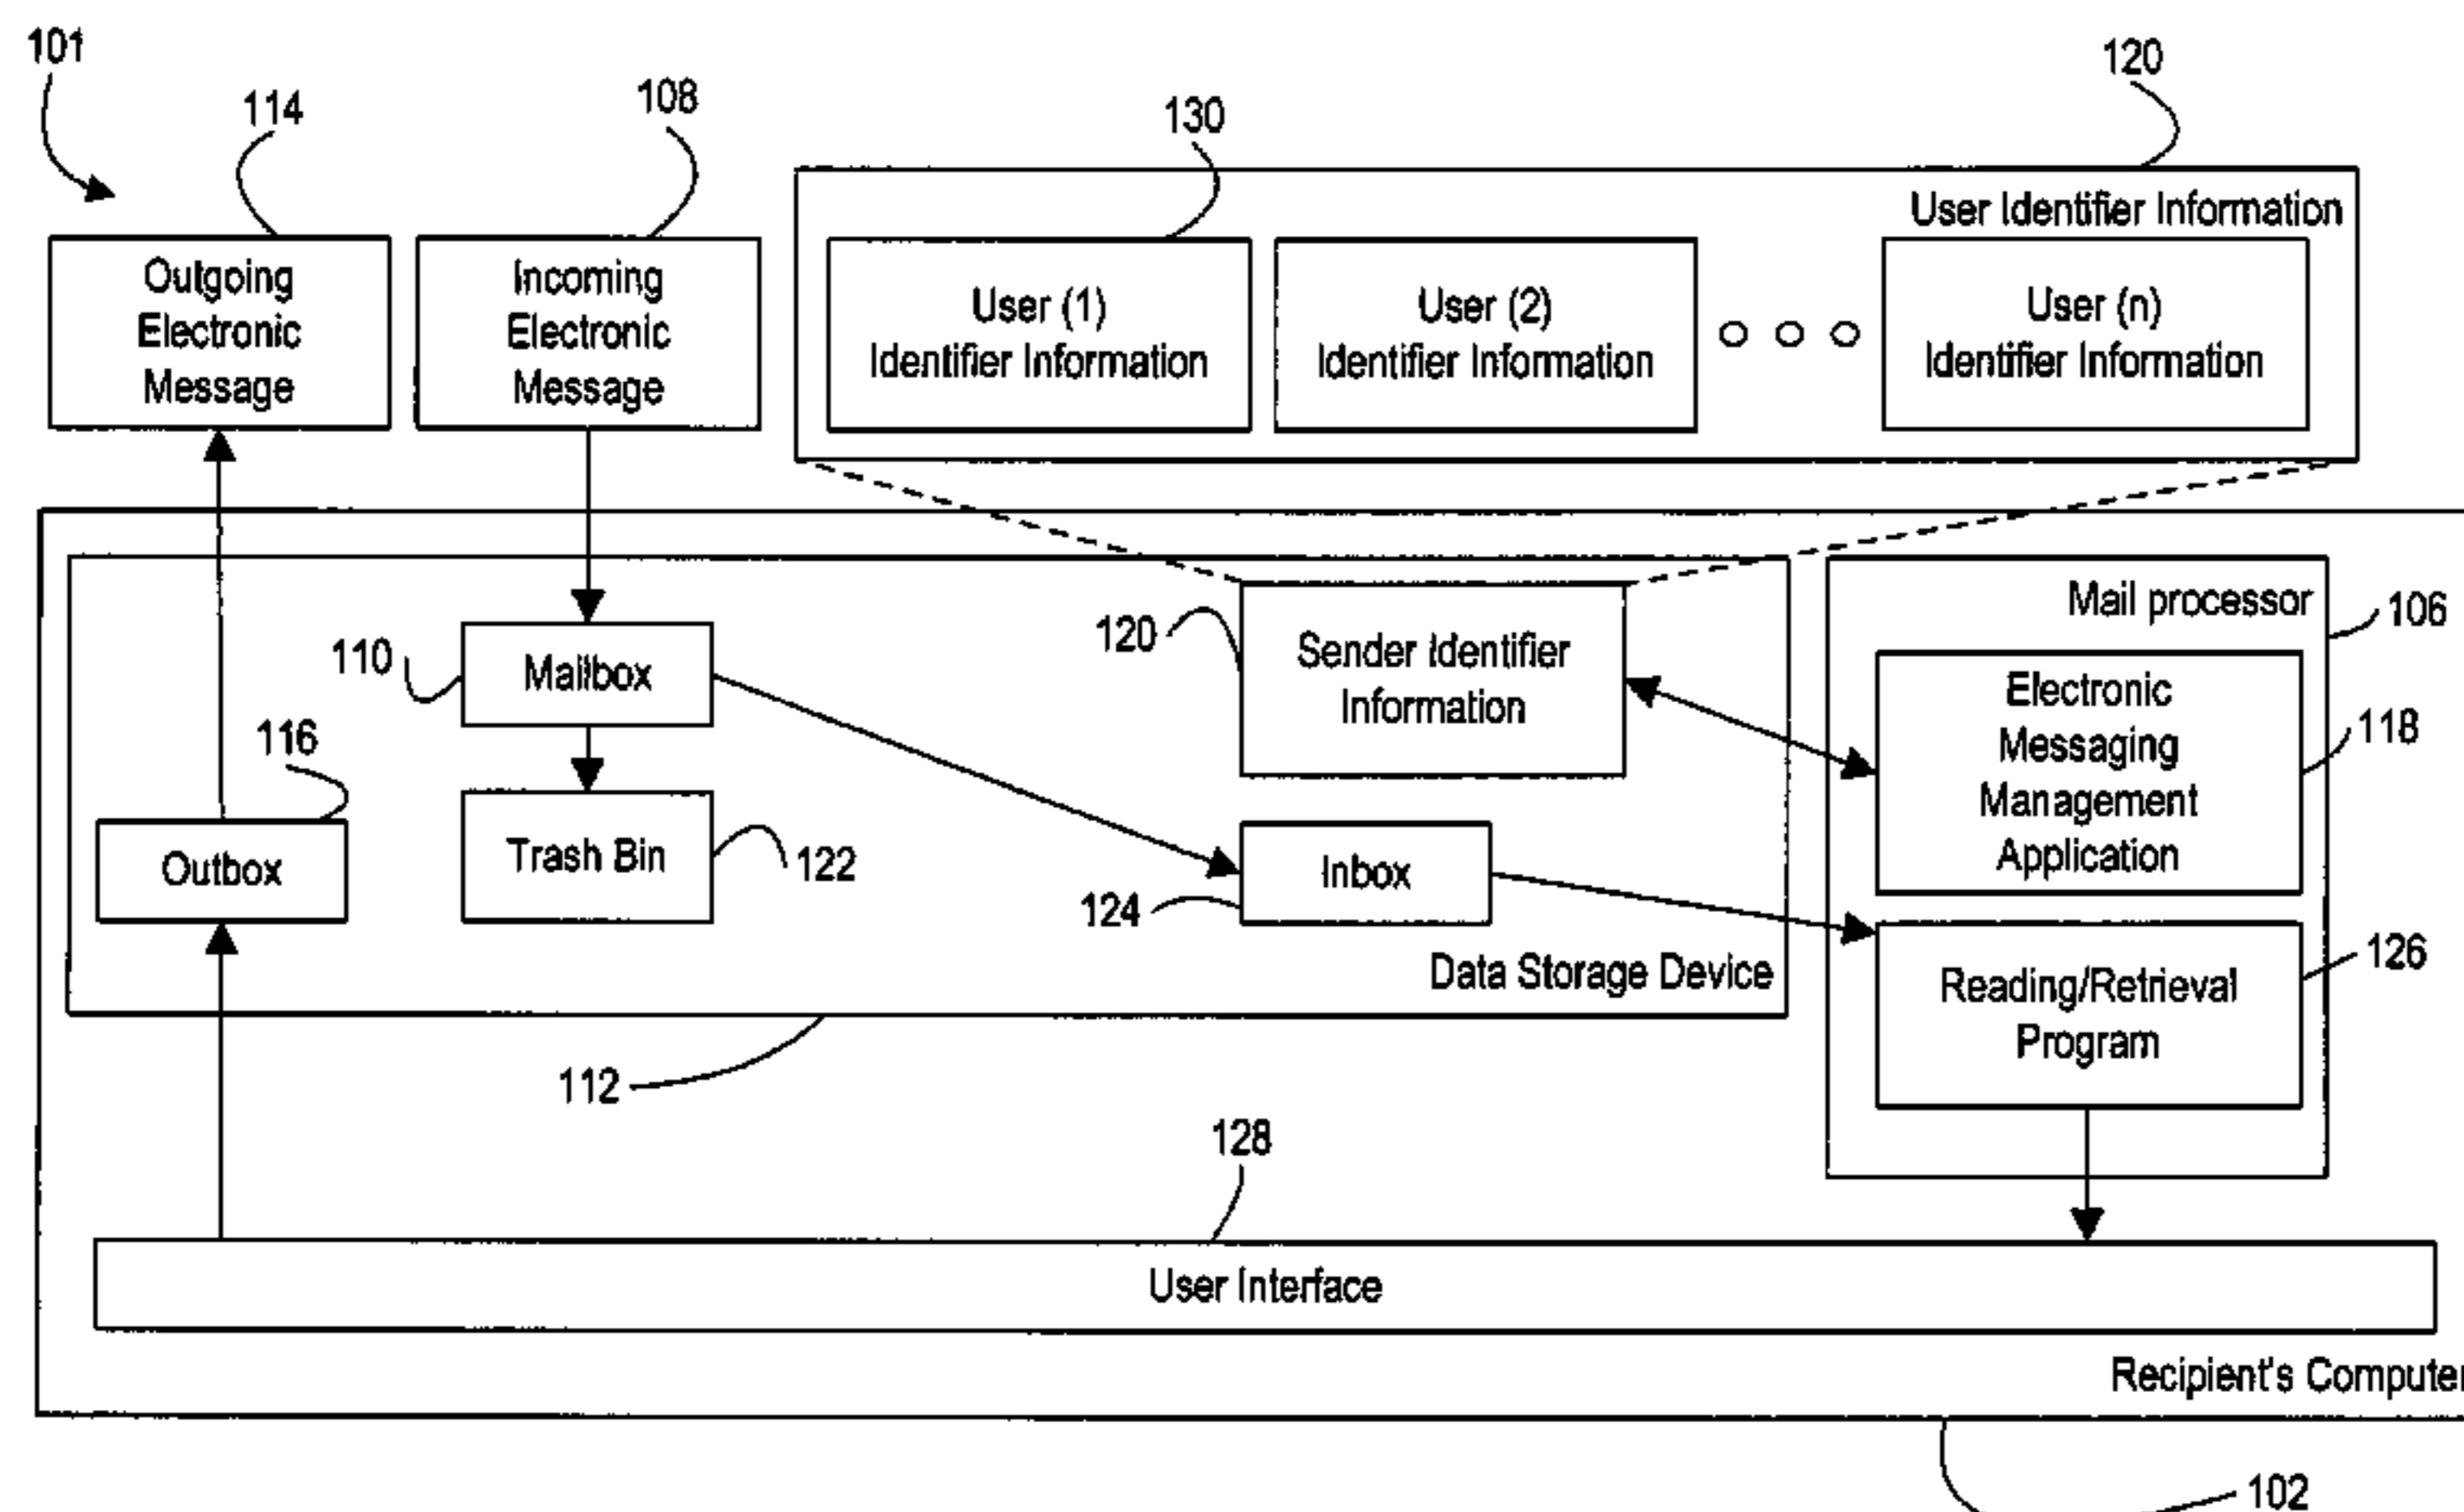 101
114
108
130
120
User Identifier Information
Outgoing
Electronic
Message
Incoming
Electronic
Message
User (1)
Identifier Information
User (2)
Identifier Information
User (n)
Identifier Information
Mail processor
106
110
Mailbox
120
Sender Identifier
Information
Electronic
Messaging
Management
Application
118
116
Outbox
Trash Bin
122
Inbox
124
Data Storage Device
126
Reading/Retrieval
Program
112
128
User Interface
Recipient's Computer
102